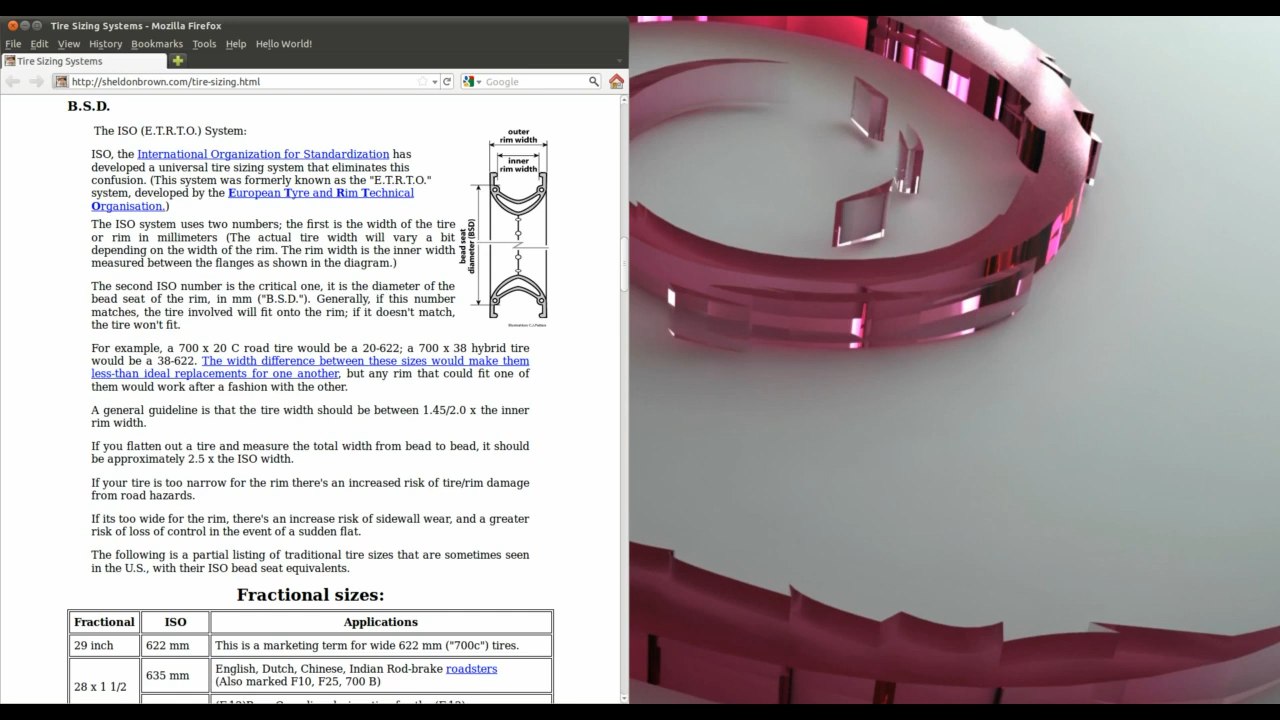 Tire Sizing Systems - Mozilla Firefox
File Edit View History Bookmarks Tools Help Hello World!
Tire Sizing Systems
http://sheldonbrown.com/tire-sizing.html
Google
B.S.D.
The ISO (E.T.R.T.O.) System:
ISO, the International Organization for Standardization has
developed a universal tire sizing system that eliminates this
confusion. (This system was formerly known as the "E.T.R.T.O."
system, developed by the European Tyre and Rim Technical
Organisation.)
The ISO system uses two numbers; the first is the width of the tire
or rim in millimeters (The actual tire width will vary a bit
depending on the width of the rim. The rim width is the inner width
measured between the flanges as shown in the diagram.)
The second ISO number is the critical one, it is the diameter of the
bead seat of the rim, in mm ("B.S.D."). Generally, if this number
matches, the tire involved will fit onto the rim; if it doesn't match,
the tire won't fit.
outer
rim width
inner
rim width
bead seat
diameter (BSD)
For example, a 700 x 20 C road tire would be a 20-622; a 700 x 38 hybrid tire
would be a 38-622. The width difference between these sizes would make them
less-than ideal replacements for one another, but any rim that could fit one of
them would work after a fashion with the other.
A general guideline is that the tire width should be between 1.45/2.0 x the inner
rim width.
If you flatten out a tire and measure the total width from bead to bead, it should
be approximately 2.5 x the ISO width.
If your tire is too narrow for the rim there's an increased risk of tire/rim damage
from road hazards.
If its too wide for the rim, there's an increase risk of sidewall wear, and a greater
risk of loss of control in the event of a sudden flat.
The following is a partial listing of traditional tire sizes that are sometimes seen
in the U.S., with their ISO bead seat equivalents.
Fractional sizes:
Fractional ISO Applications
29 inch 622 mm This is a marketing term for wide 622 mm ("700c") tires.
28 x 1 1/2 635 mm English, Dutch, Chinese, Indian Rod-brake roadsters
(Also marked F10, F25, 700 B)